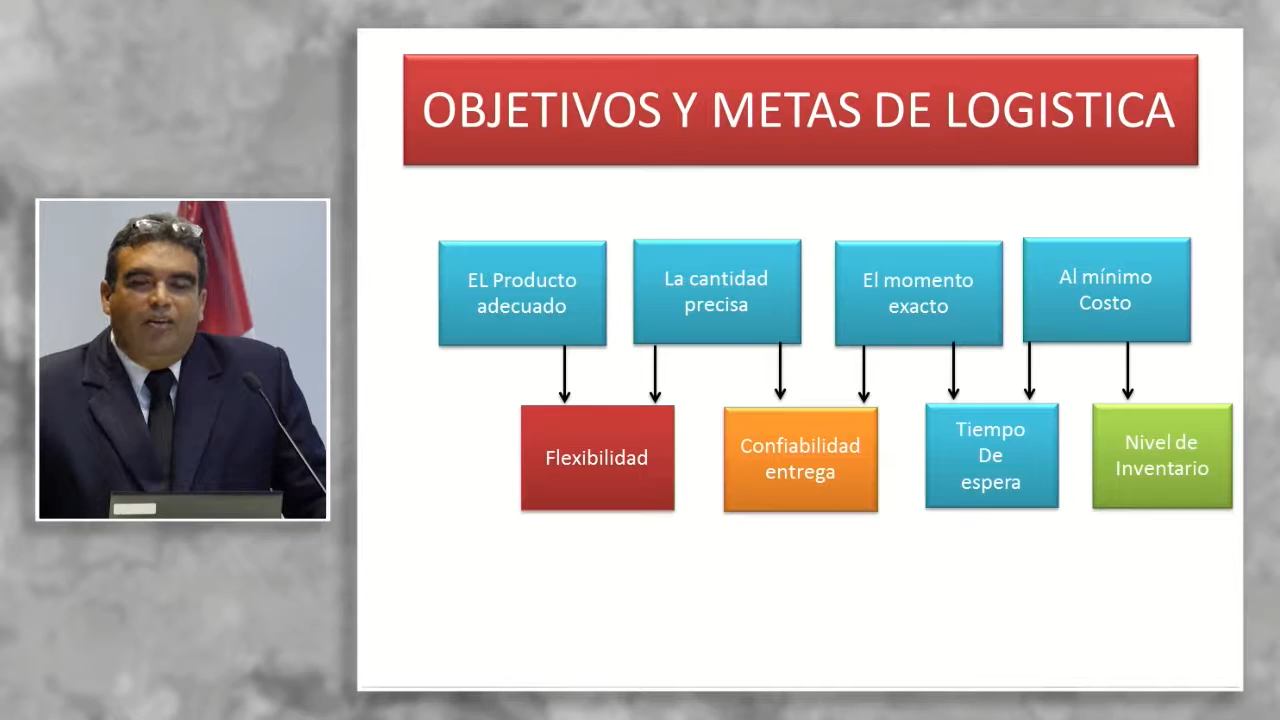 OBJETIVOS Y METAS DE LOGISTICA
EL Producto
adecuado
La cantidad
precisa
El momento
exacto
Al mínimo
Costo
Flexibilidad
Confiabilidad
entrega
Tiempo
De
espera
Nivel de
Inventario